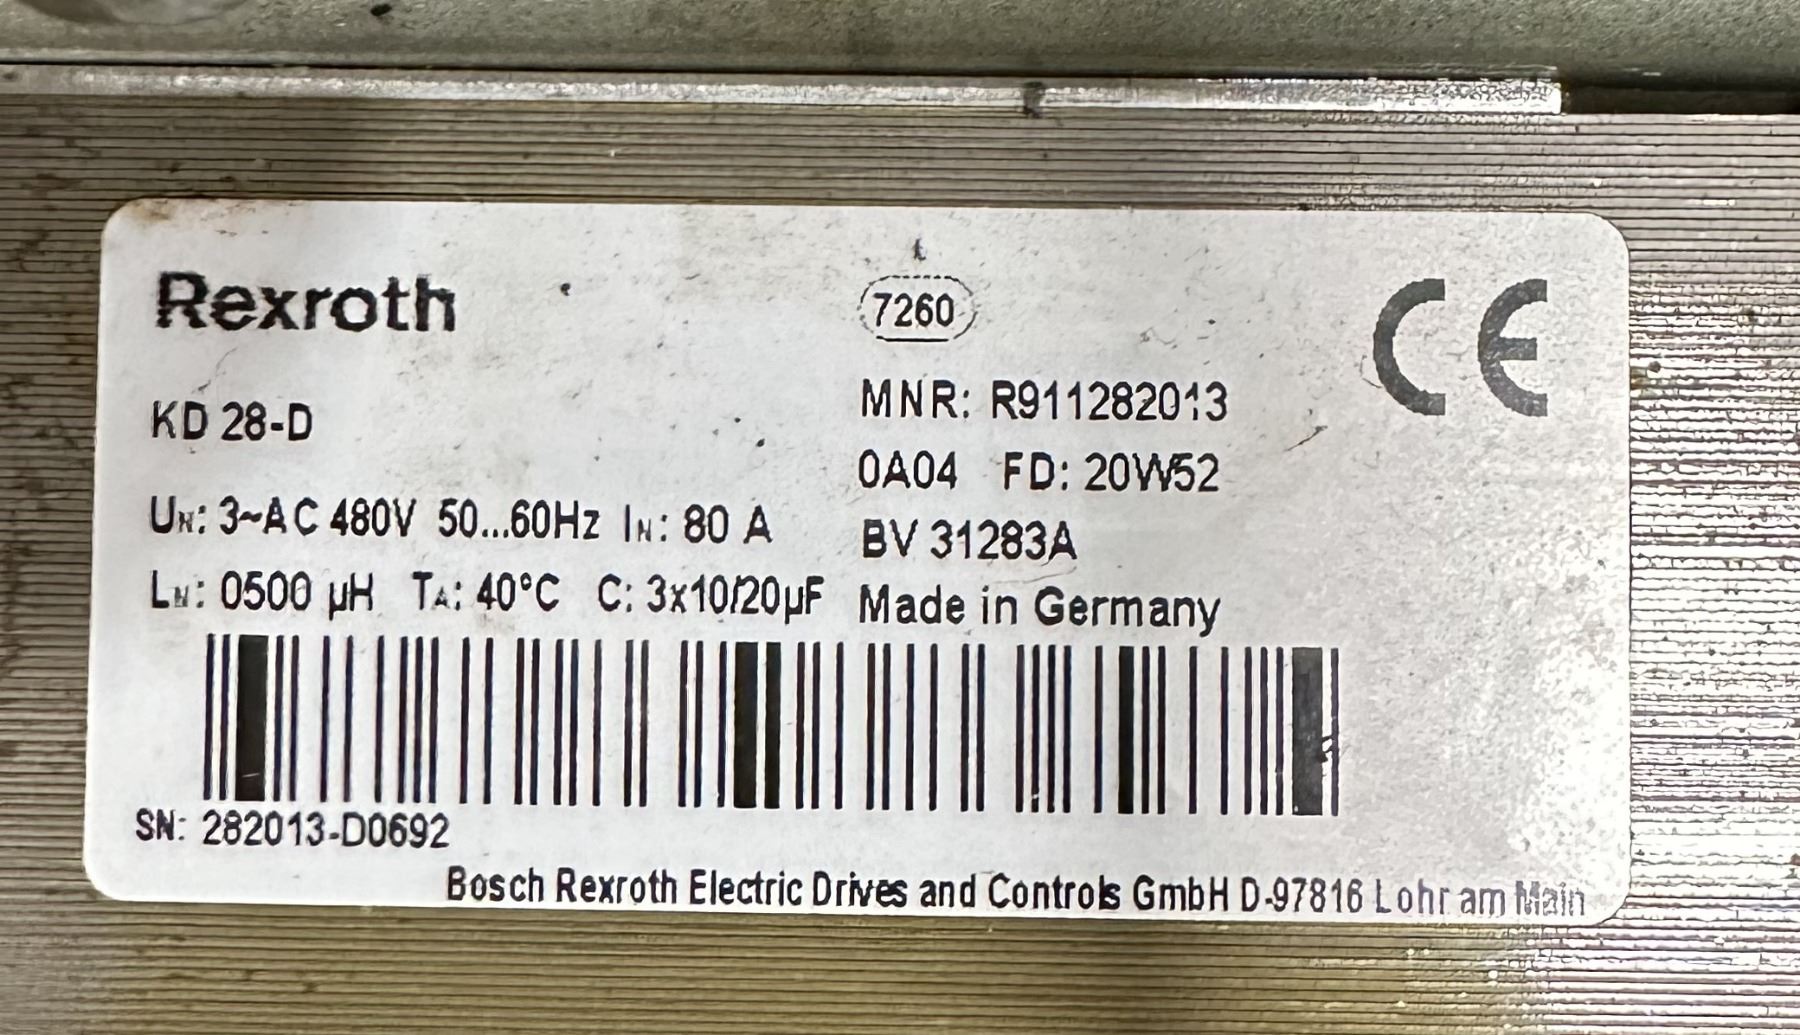 Rexroth
7260
CE
KD 28-D
MNR: R911282013
0A04 FD: 20W52
UN: 3~AC 480V 50...60Hz IN: 80 A
BV 31283A
LN: 0500 µH TA: 40°C C: 3x10/20µF
Made in Germany
SN: 282013-D0692
Bosch Rexroth Electric Drives and Controls GmbH D-97816 Lohr am Main